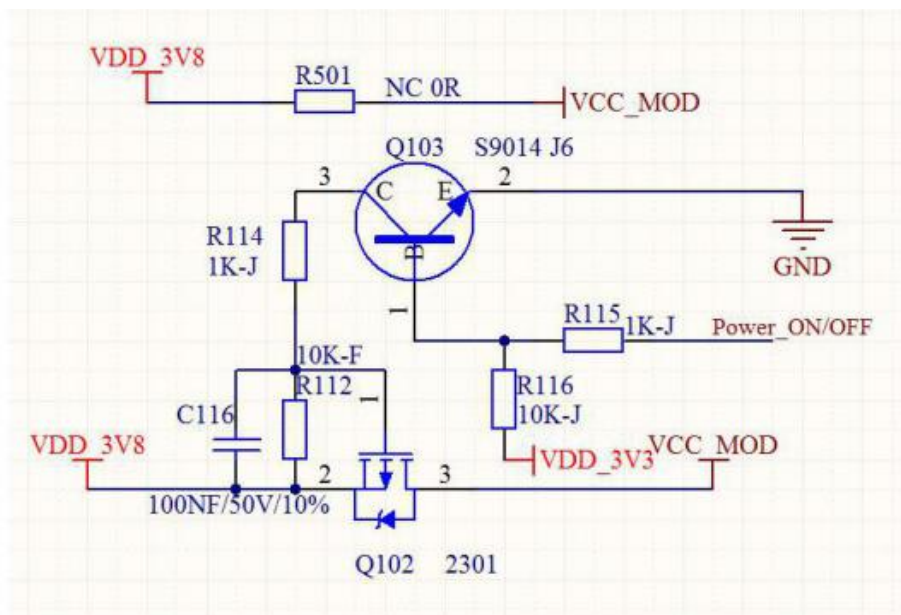 VDD_3V8
R501
NC 0R
VCC_MOD
Q103
S9014 J6
3
C
E
2
B
R114
1K-J
GND
1
R115
1K-J
Power_ON/OFF
10K-F
R112
1
R116
10K-J
C116
VDD_3V8
2
3
VDD_3V3
VCC_MOD
100NF/50V/10%
Q102
2301